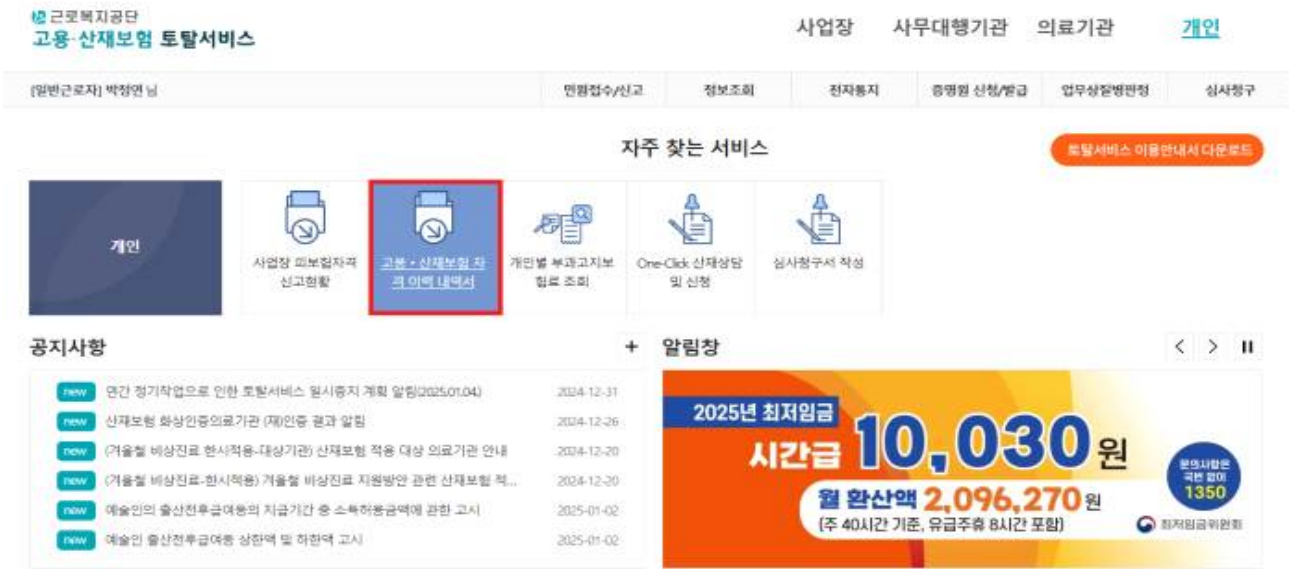 근로복지공단
고용·산재보험 토탈서비스
사업장 사무대행기관 의료기관 개인
[일반근로자] 박정연 님
민원접수/신고 정보조회 전자통지 증명원 신청/발급 업무상질병판정 심사청구
자주 찾는 서비스
토탈서비스 이용안내서 다운로드
개인
사업장 피보험자격
신고현황
고용·산재보험 자
격 이력 내역서
개인별 부과고지보
험료 조회
One-Click 산재상담
및 신청
심사청구서 작성
공지사항 +
new 연간 정기작업으로 인한 토탈서비스 일시중지 계획 알림(2025.01.04.) 2024-12-31
new 산재보험 화상인증의료기관 (재)인증 결과 알림 2024-12-26
new (겨울철 비상진료 한시적용-대상기관) 산재보험 적용 대상 의료기관 안내 2024-12-20
new (겨울철 비상진료-한시적용) 겨울철 비상진료 지원방안 관련 산재보험 적... 2024-12-20
new 예술인의 출산전후급여등의 지급기간 중 소득허용금액에 관한 고시 2025-01-02
new 예술인 출산전후급여등 상한액 및 하한액 고시 2025-01-02
알림창
2025년 최저임금
시간급 10,030원
월 환산액 2,096,270원
(주 40시간 기준, 유급주휴 8시간 포함)
문의사항은
국번 없이
1350
최저임금위원회